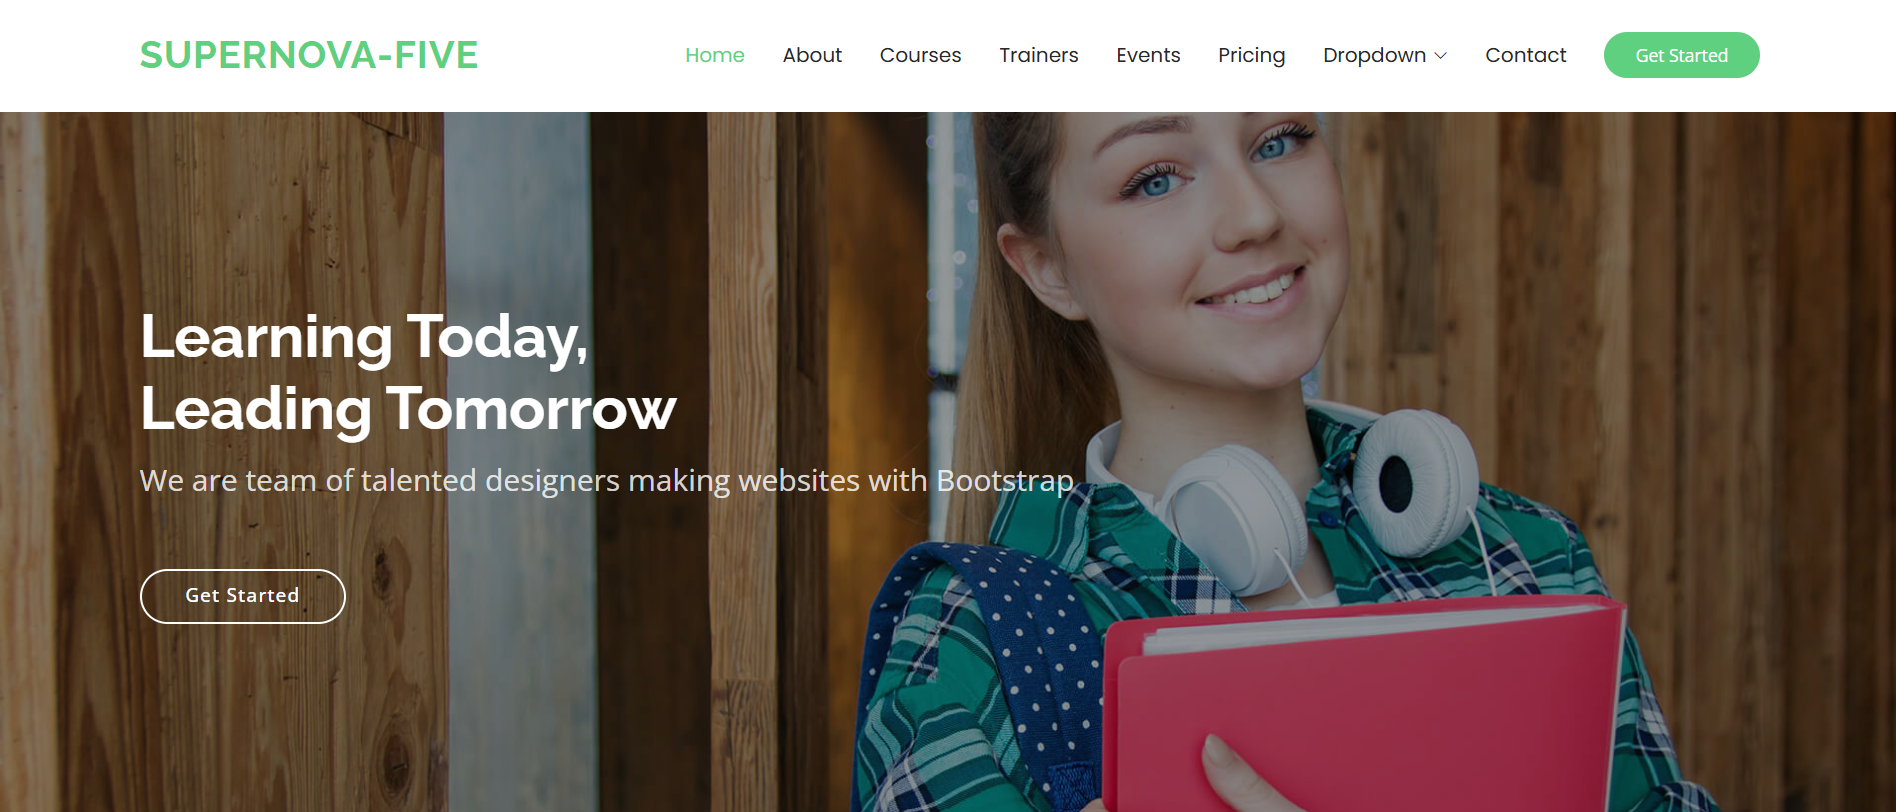 SUPERNOVA-FIVE
Home About Courses Trainers Events Pricing Dropdown Contact Get Started
Learning Today,
Leading Tomorrow
We are team of talented designers making websites with Bootstrap
Get Started